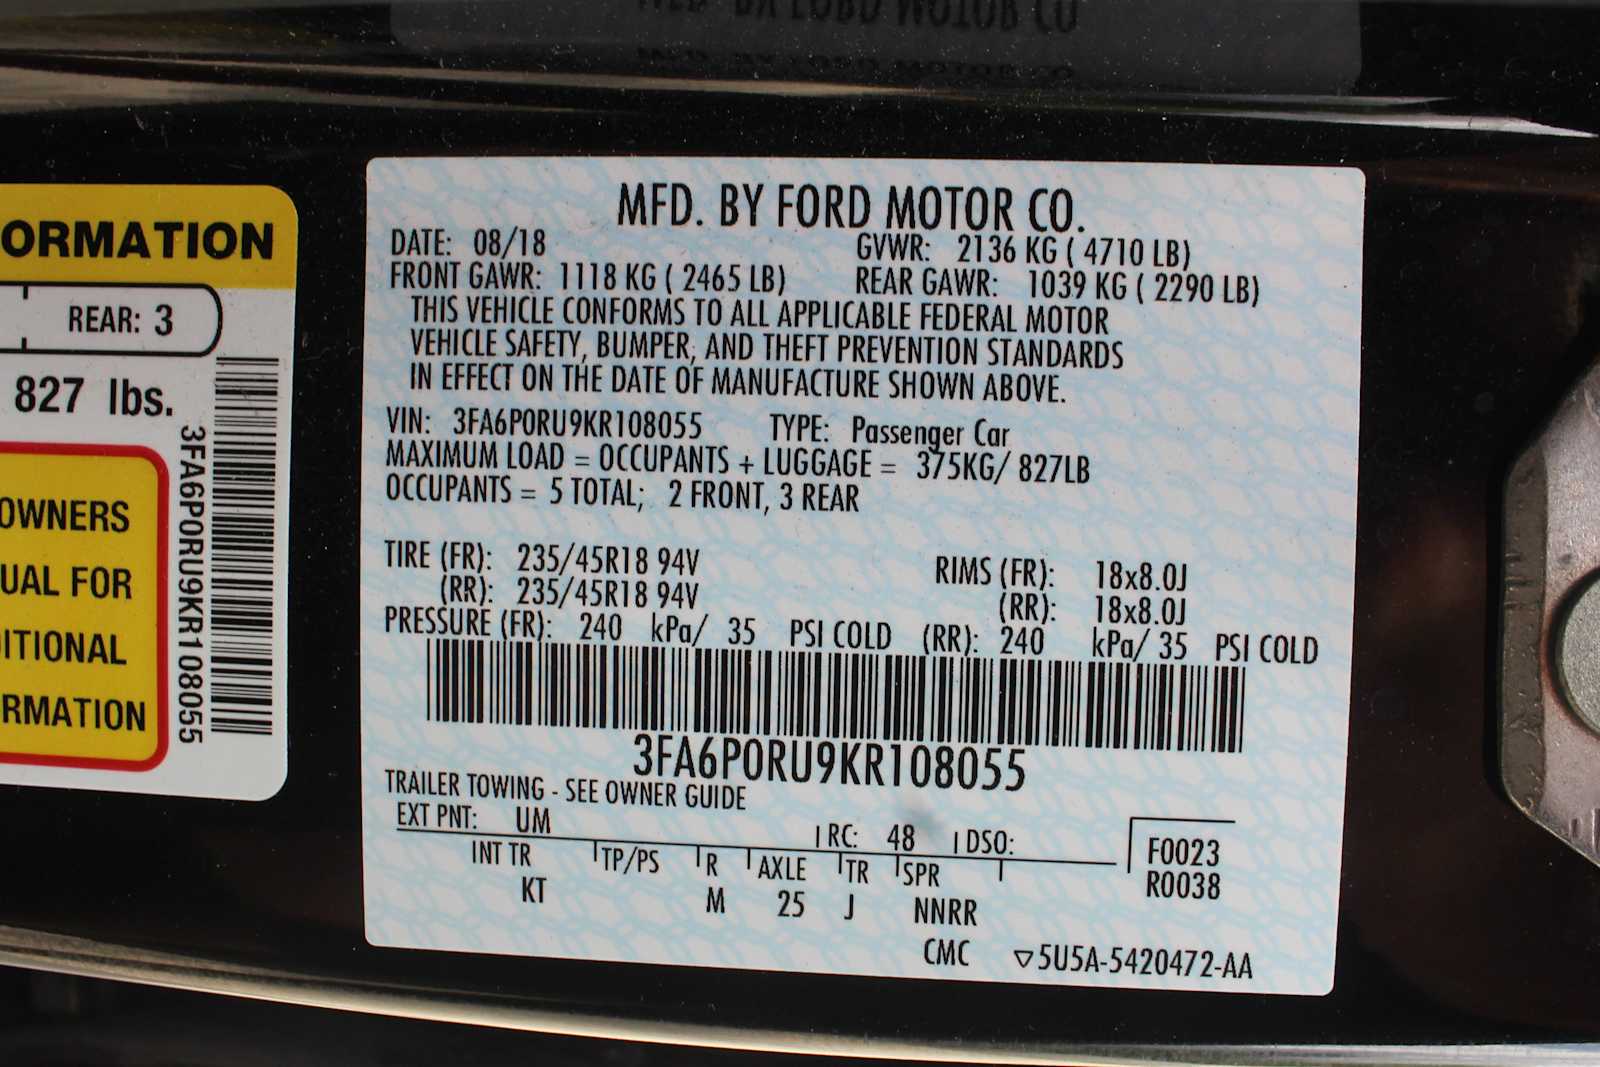 ORMATION
REAR: 3
827 lbs.
3FA6P0RU9KR108055
OWNERS
UAL FOR
DITIONAL
RMATION
MFD. BY FORD MOTOR CO.
DATE: 08/18 GVWR: 2136 KG ( 4710 LB)
FRONT GAWR: 1118 KG ( 2465 LB) REAR GAWR: 1039 KG ( 2290 LB)
THIS VEHICLE CONFORMS TO ALL APPLICABLE FEDERAL MOTOR
VEHICLE SAFETY, BUMPER, AND THEFT PREVENTION STANDARDS
IN EFFECT ON THE DATE OF MANUFACTURE SHOWN ABOVE.
VIN: 3FA6P0RU9KR108055 TYPE: Passenger Car
MAXIMUM LOAD = OCCUPANTS + LUGGAGE = 375KG/ 827LB
OCCUPANTS = 5 TOTAL; 2 FRONT, 3 REAR
TIRE (FR): 235/45R18 94V RIMS (FR): 18x8.0J
(RR): 235/45R18 94V (RR): 18x8.0J
PRESSURE (FR): 240 kPa/ 35 PSI COLD (RR): 240 kPa/ 35 PSI COLD
3FA6P0RU9KR108055
TRAILER TOWING - SEE OWNER GUIDE
EXT PNT: UM RC: 48 DSO:
INT TR TP/PS R AXLE TR SPR
KT M 25 J NNRR
F0023
R0038
CMC ▽5U5A-5420472-AA